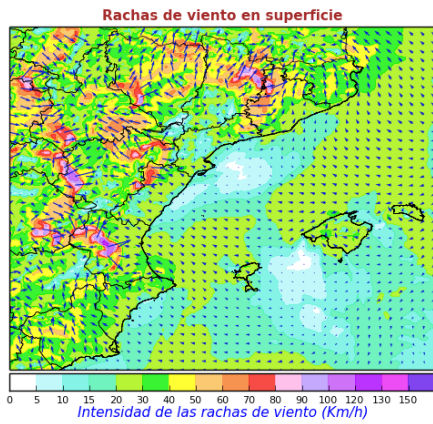 Rachas de viento en superficie
0 5 10 15 20 30 40 50 60 70 80 90 100 120 130 150
Intensidad de las rachas de viento (Km/h)